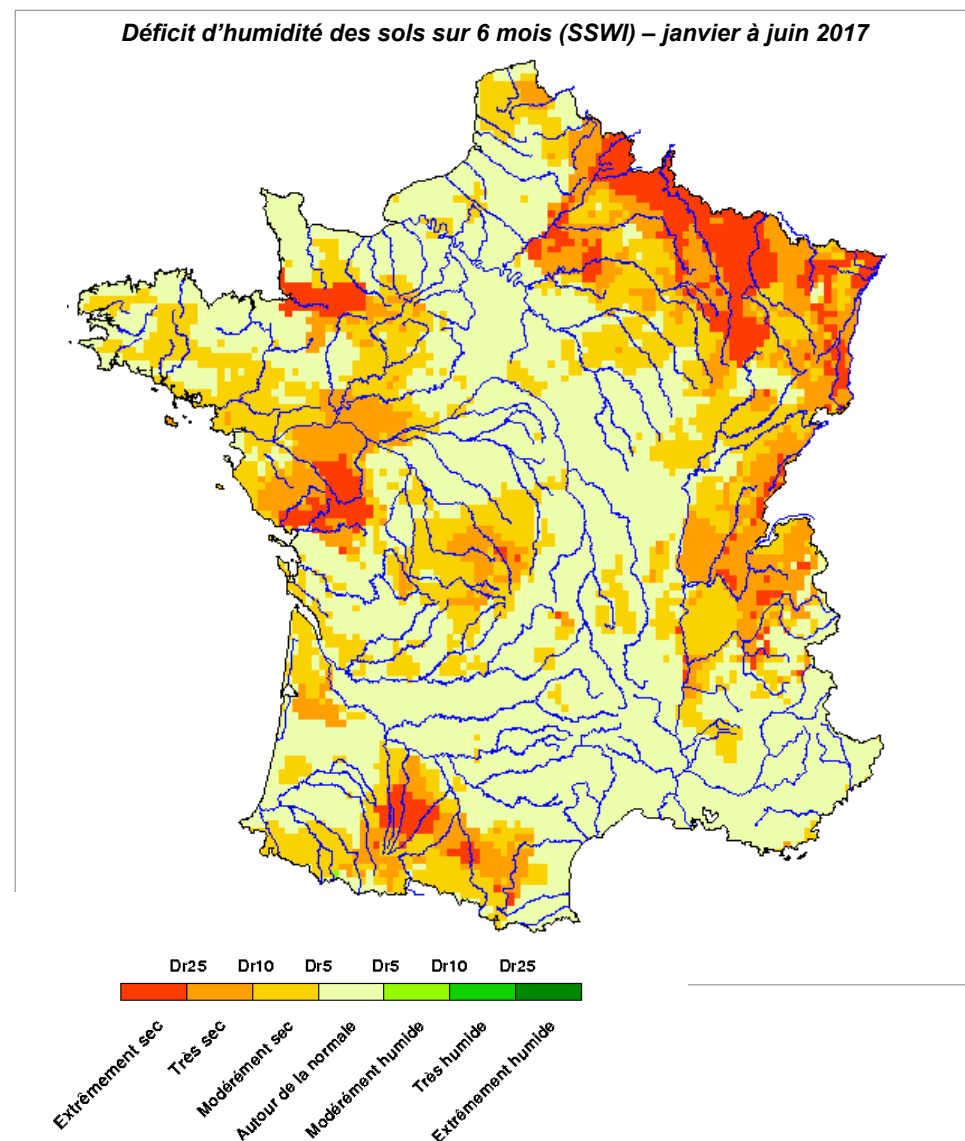 Déficit d’humidité des sols sur 6 mois (SSWI) – janvier à juin 2017
Dr25 Dr10 Dr5 Dr5 Dr10 Dr25
Extrêmement sec
Très sec
Modérément sec
Autour de la normale
Modérément humide
Très humide
Extrêmement humide